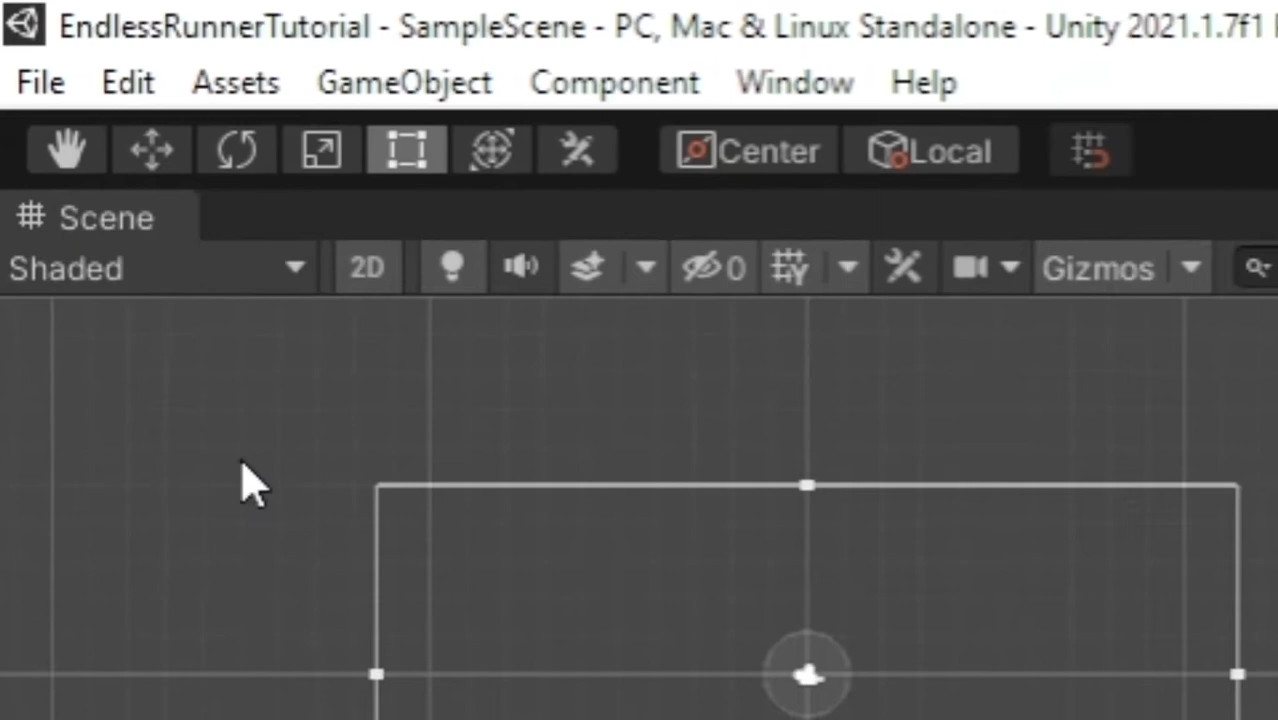 EndlessRunnerTutorial - SampleScene - PC, Mac & Linux Standalone - Unity 2021.1.7f1
File Edit Assets GameObject Component Window Help
Center Local
Scene
Shaded 2D 0 Y Gizmos